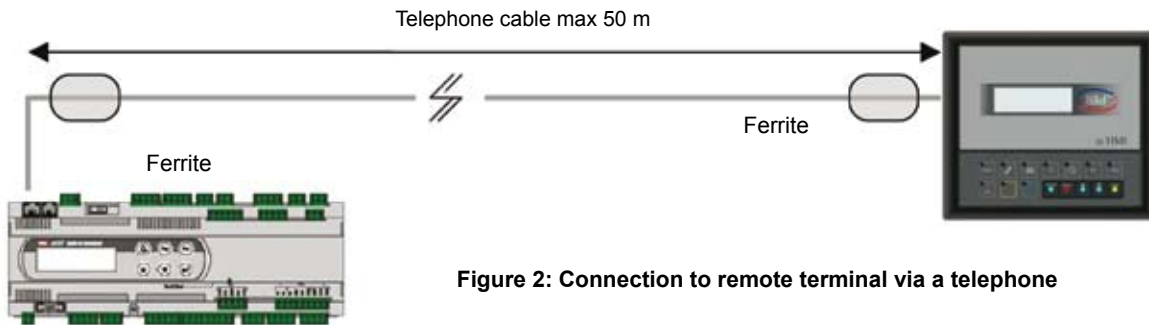 Telephone cable max 50 m
Ferrite
Ferrite
Figure 2: Connection to remote terminal via a telephone